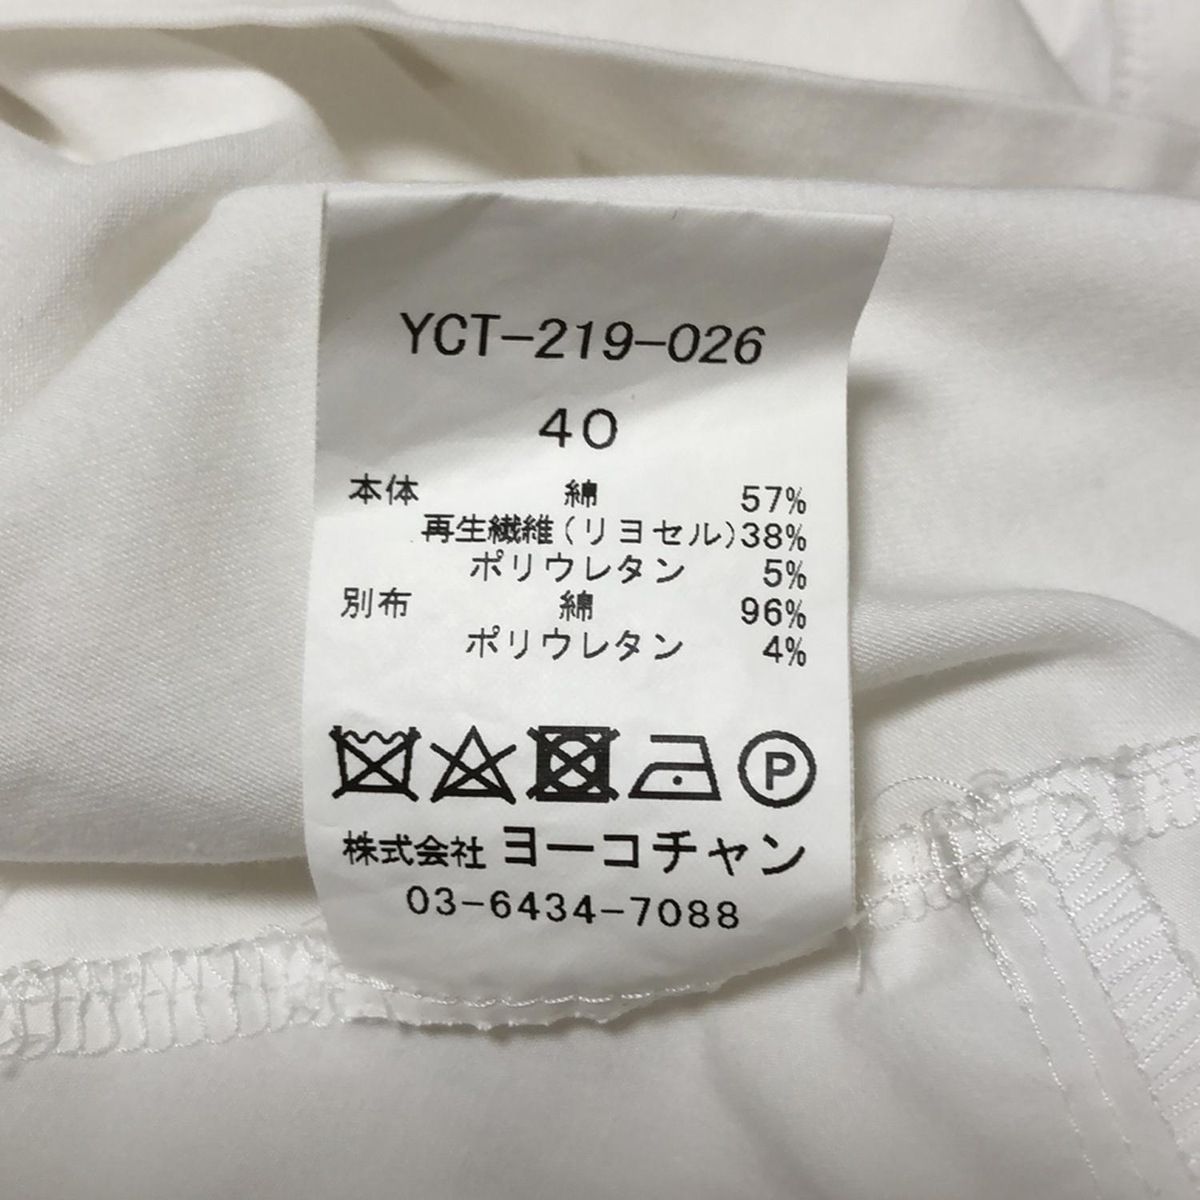 YCT-219-026
40
本体 綿 57%
再生繊維(リヨセル)38%
ポリウレタン 5%
別布 綿 96%
ポリウレタン 4%
P
株式会社 ヨーコチャン
03-6434-7088